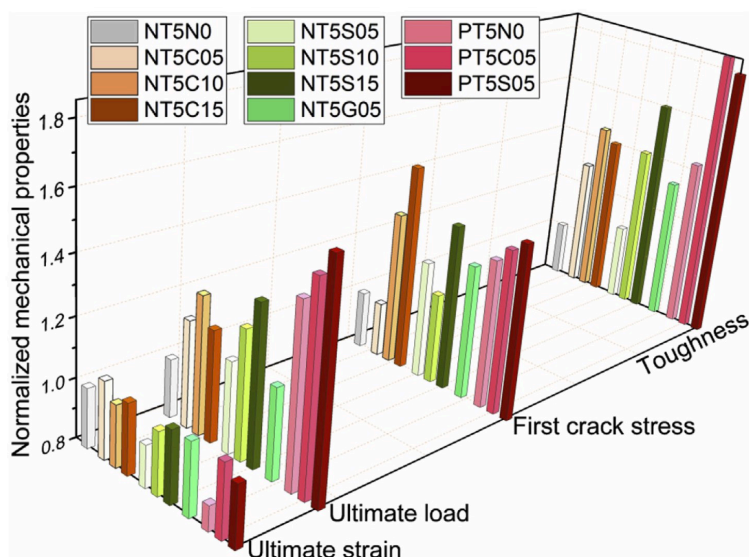 NT5N0
NT5C05
NT5C10
NT5C15
NT5S05
NT5S10
NT5S15
NT5G05
PT5N0
PT5C05
PT5S05
Normalized mechanical properties
1.8
1.6
1.4
1.2
1.0
0.8
Toughness
First crack stress
Ultimate load
Ultimate strain